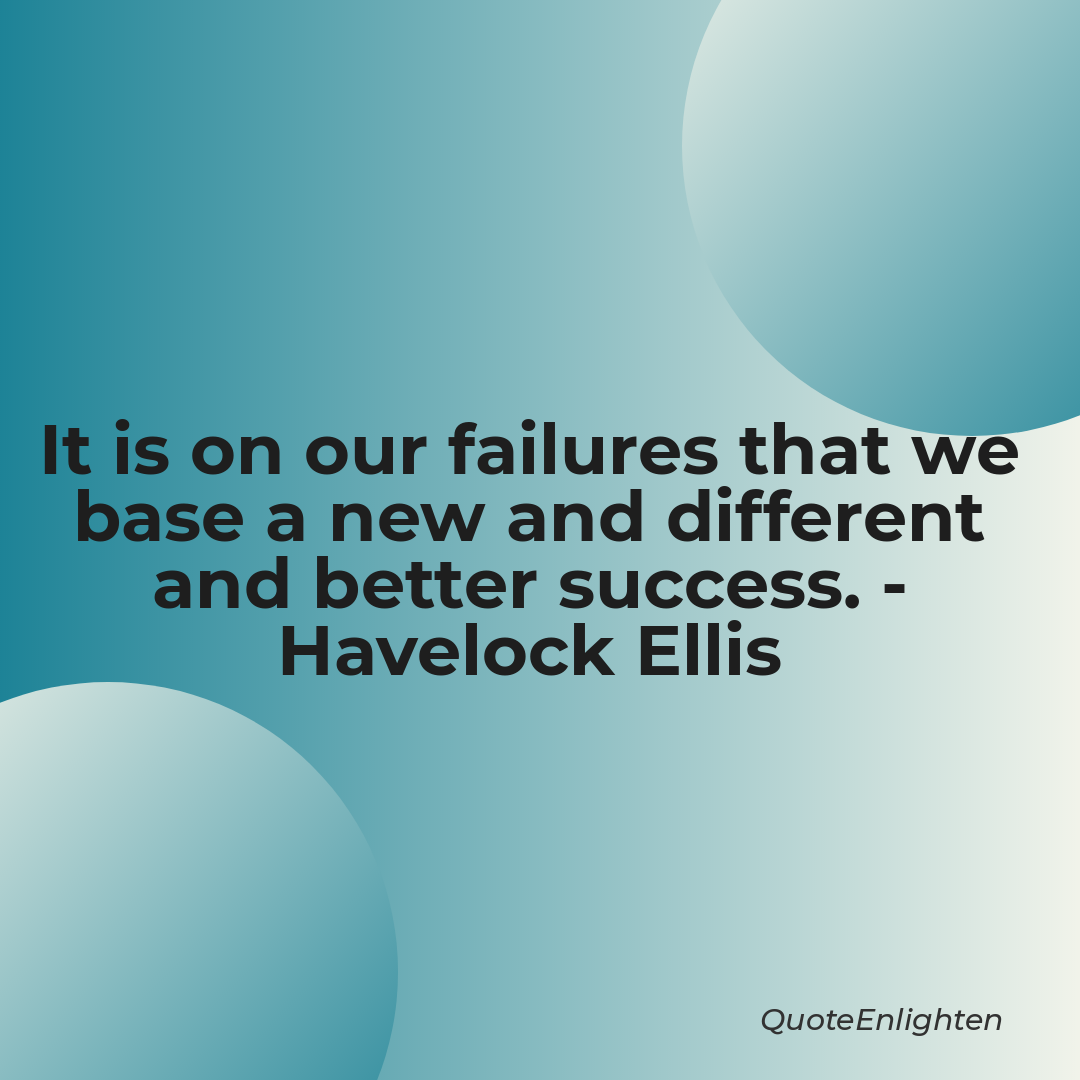 It is on our failures that we
base a new and different
and better success. -
Havelock Ellis
QuoteEnlighten